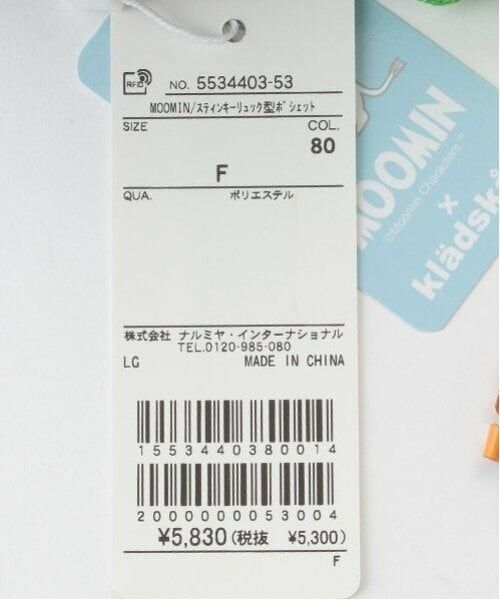 RFID
NO. 5534403-53
MOOMIN/スティンキーリュック型ポシェット
SIZE COL.
80
F
QUA. ポリエステル
株式会社 ナルミヤ・インターナショナル
TEL.0120-985-080
LG MADE IN CHINA
1553440380014
2000000053004
¥5,830(税抜 ¥5,300)
F
MOOMIN
©Moomin Characters™
×
klädsk